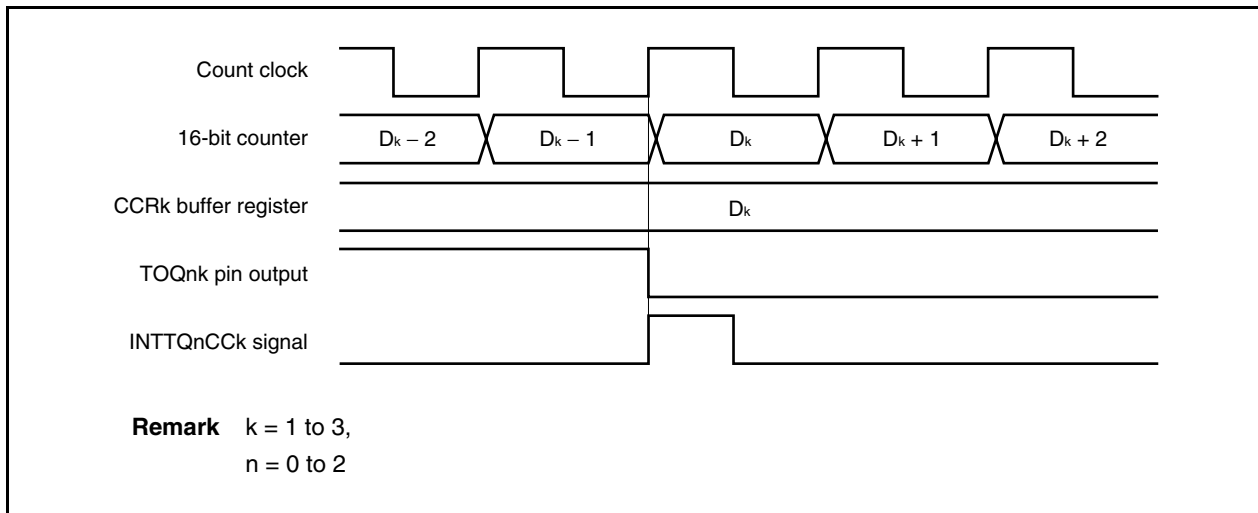 Count clock
16-bit counter
Dk − 2 Dk − 1 Dk Dk + 1 Dk + 2
CCRk buffer register
Dk
TOQnk pin output
INTTQnCCk signal
Remark k = 1 to 3,
n = 0 to 2